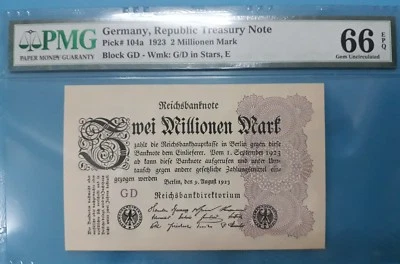 PMG
PAPER MONEY GUARANTY
Germany, Republic Treasury Note
Pick# 104a 1923 2 Millionen Mark
Block GD - Wmk: G/D in Stars, E
66 EPQ
Gem Uncirculated
Reichsbanknote
Zwei Millionen Mark
zahlt die Reichsbankhauptkasse in Berlin gegen diese
Banknote dem Einlieferer. Vom 1. September 1923
ab kann diese Banknote aufgerufen und unter Um-
tausch gegen andere gesetzliche Zahlungsmittel ein-
gezogen werden
Berlin, den 9. August 1923
Reichsbankdirektorium
GD